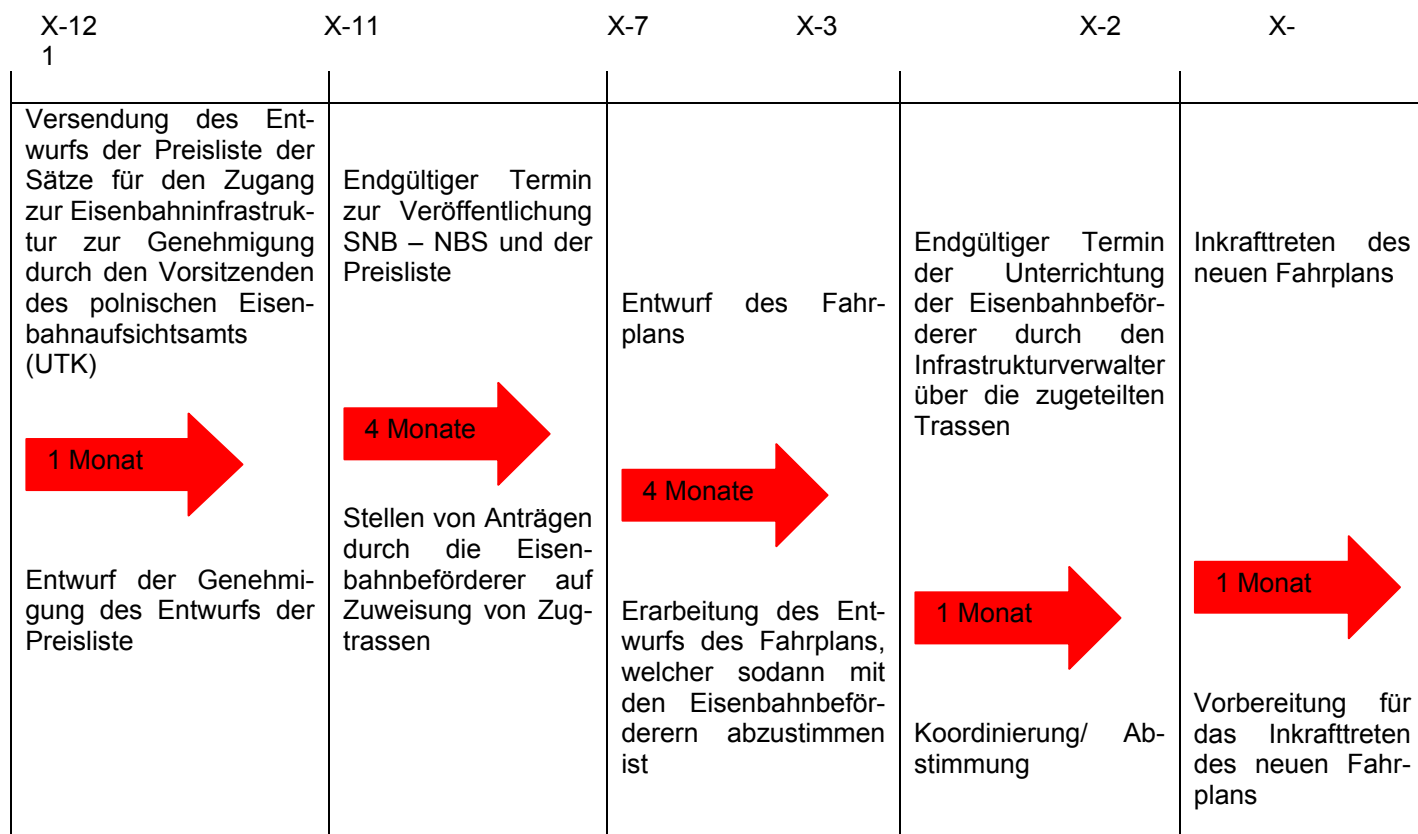 X-12 X-11 X-7 X-3 X-2 X-
1
Versendung des Ent-
wurfs der Preisliste der
Sätze für den Zugang
zur Eisenbahninfrastruk-
tur zur Genehmigung
durch den Vorsitzenden
des polnischen Eisen-
bahnaufsichtsamts
(UTK)
1 Monat
Entwurf der Genehmi-
gung des Entwurfs der
Preisliste
Endgültiger Termin
zur Veröffentlichung
SNB – NBS und der
Preisliste
4 Monate
Stellen von Anträgen
durch die Eisen-
bahnbeförderer auf
Zuweisung von Zug-
trassen
Entwurf des Fahr-
plans
4 Monate
Erarbeitung des Ent-
wurfs des Fahrplans,
welcher sodann mit
den Eisenbahnbeför-
derern abzustimmen
ist
Endgültiger Termin
der Unterrichtung
der Eisenbahnbeför-
derer durch den
Infrastrukturverwalter
über die zugeteilten
Trassen
1 Monat
Koordinierung/ Ab-
stimmung
Inkrafttreten des
neuen Fahrplans
1 Monat
Vorbereitung für
das Inkrafttreten
des neuen Fahr-
plans